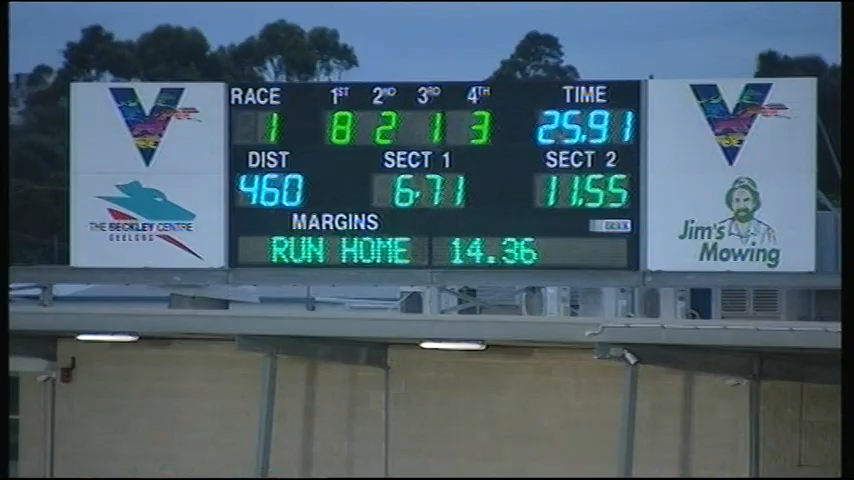 RACE 1ST 2ND 3RD 4TH TIME
1 8 2 1 3 25.91
DIST SECT 1 SECT 2
460 6.71 11.55
MARGINS
RUN HOME 14.36
V
THE BECKLEY CENTRE
GEELONG
V
Jim's
Mowing